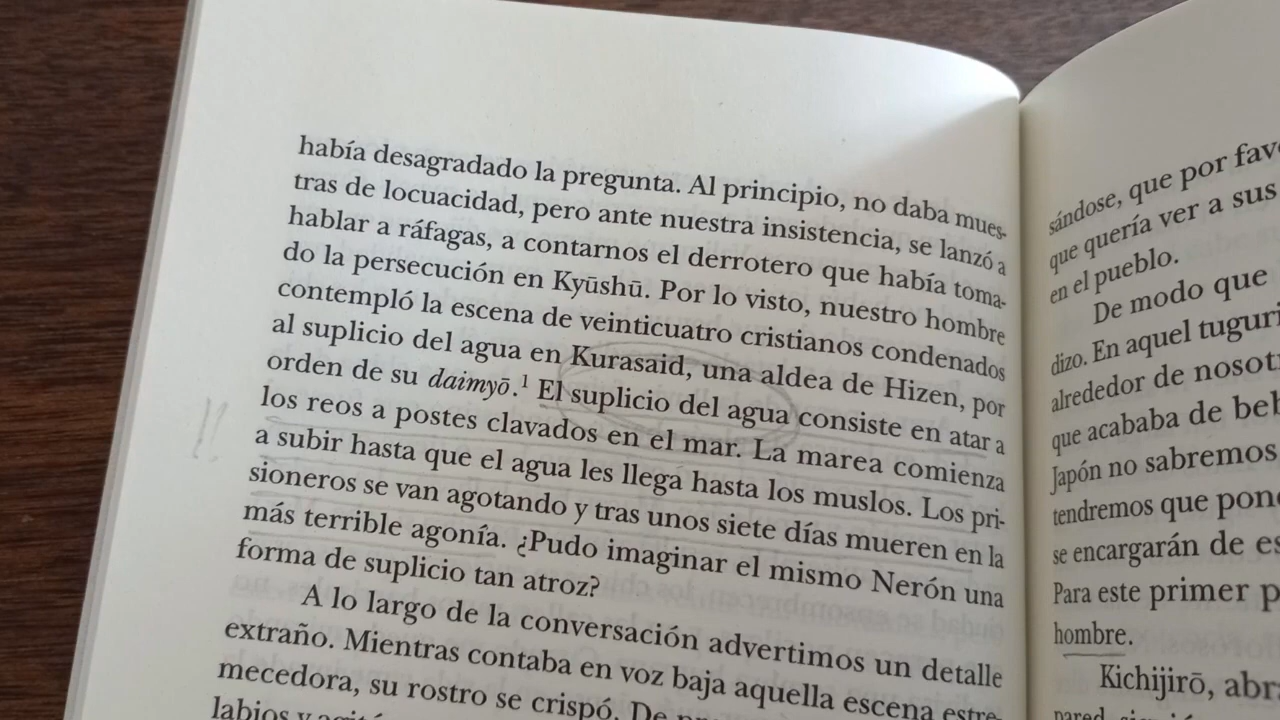 había desagradado la pregunta. Al principio, no daba mues-
tras de locuacidad, pero ante nuestra insistencia, se lanzó a
hablar a ráfagas, a contarnos el derrotero que había toma-
do la persecución en Kyūshū. Por lo visto, nuestro hombre
contempló la escena de veinticuatro cristianos condenados
al suplicio del agua en Kurasaid, una aldea de Hizen, por
orden de su daimyō.¹ El suplicio del agua consiste en atar a
los reos a postes clavados en el mar. La marea comienza
a subir hasta que el agua les llega hasta los muslos. Los pri-
sioneros se van agotando y tras unos siete días mueren en la
más terrible agonía. ¿Pudo imaginar el mismo Nerón una
forma de suplicio tan atroz?
A lo largo de la conversación advertimos un detalle
extraño. Mientras contaba en voz baja aquella escena estre-
mecedora, su rostro se crispó. De
labios y
sándose, que por
que quería ver a sus
en el pueblo.
De modo que
dizo. En aquel
alrededor de
que acababa de
Japón no sabremos
tendremos que
se encargarán de
Para este primer
hombre.
Kichijirō,